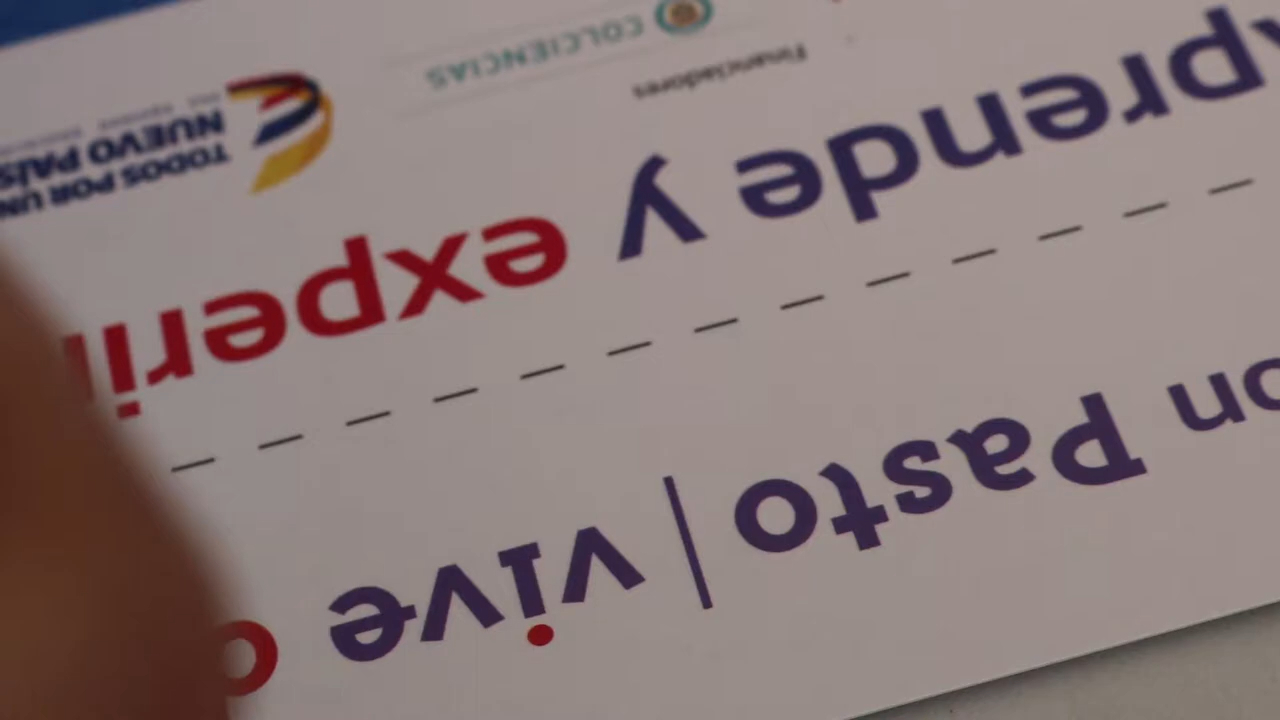 on Pasto | vive
prende y experi
Financiadores
COLCIENCIAS
TODOS POR UN
NUEVO PAÍS